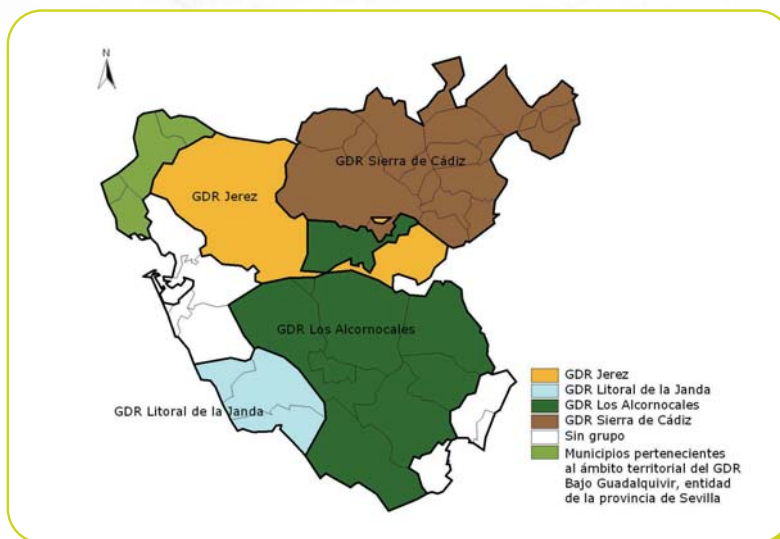 N
GDR Sierra de Cádiz
GDR Jerez
GDR Los Alcornocales
GDR Litoral de la Janda
GDR Jerez
GDR Litoral de la Janda
GDR Los Alcornocales
GDR Sierra de Cádiz
Sin grupo
Municipios pertenecientes
al ámbito territorial del GDR
Bajo Guadalquivir, entidad
de la provincia de Sevilla